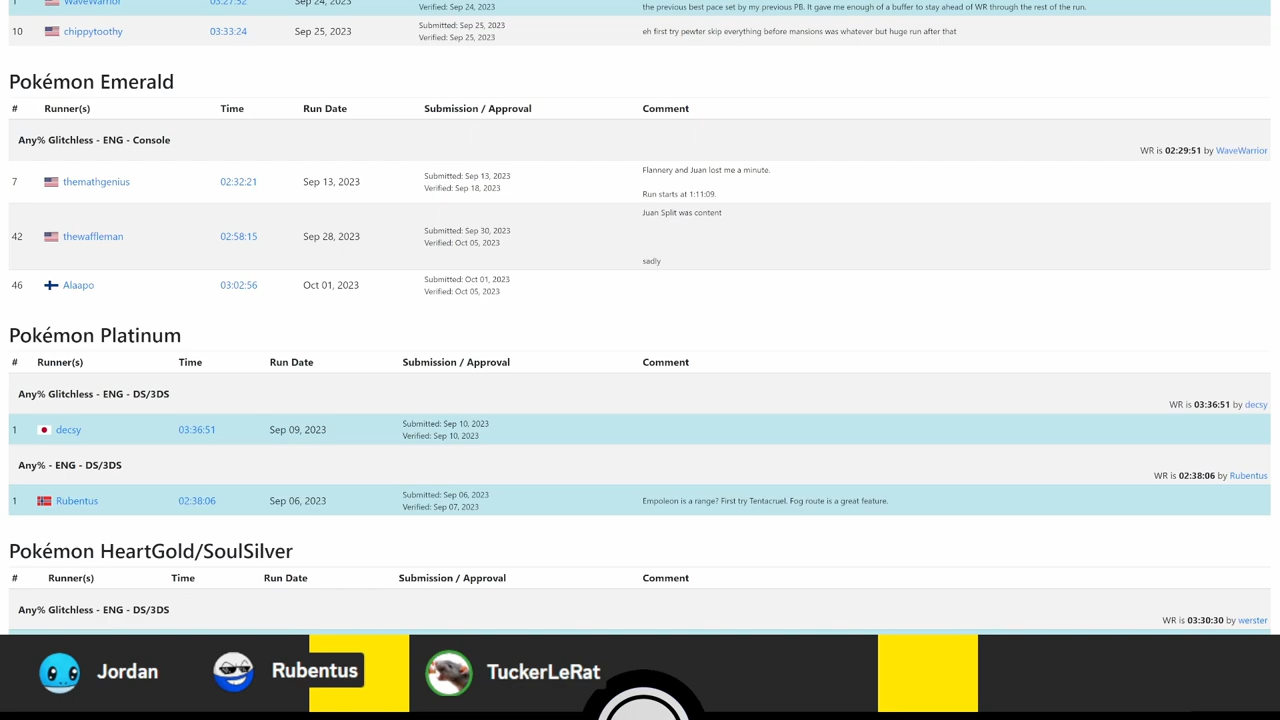 1 WaveWarrior 03:27:52 Sep 24, 2023 Verified: Sep 24, 2023 the previous best pace set by my previous PB. It gave me enough of a buffer to stay ahead of WR through the rest of the run.
10 chippytoothy 03:33:24 Sep 25, 2023 Submitted: Sep 25, 2023 eh first try pewter skip everything before mansions was whatever but huge run after that
Verified: Sep 25, 2023
Pokémon Emerald
# Runner(s) Time Run Date Submission / Approval Comment
Any% Glitchless - ENG - Console
WR is 02:29:51 by WaveWarrior
7 themathgenius 02:32:21 Sep 13, 2023 Submitted: Sep 13, 2023 Flannery and Juan lost me a minute.
Verified: Sep 18, 2023 Run starts at 1:11:09.
42 thewaffleman 02:58:15 Sep 28, 2023 Submitted: Sep 30, 2023 Juan Split was content
Verified: Oct 05, 2023 sadly
46 Alaapo 03:02:56 Oct 01, 2023 Submitted: Oct 01, 2023
Verified: Oct 05, 2023
Pokémon Platinum
# Runner(s) Time Run Date Submission / Approval Comment
Any% Glitchless - ENG - DS/3DS
WR is 03:36:51 by decsy
1 decsy 03:36:51 Sep 09, 2023 Submitted: Sep 10, 2023
Verified: Sep 10, 2023
Any% - ENG - DS/3DS
WR is 02:38:06 by Rubentus
1 Rubentus 02:38:06 Sep 06, 2023 Submitted: Sep 06, 2023 Empoleon is a range? First try Tentacruel. Fog route is a great feature.
Verified: Sep 07, 2023
Pokémon HeartGold/SoulSilver
# Runner(s) Time Run Date Submission / Approval Comment
Any% Glitchless - ENG - DS/3DS
WR is 03:30:30 by werster
Jordan Rubentus TuckerLeRat